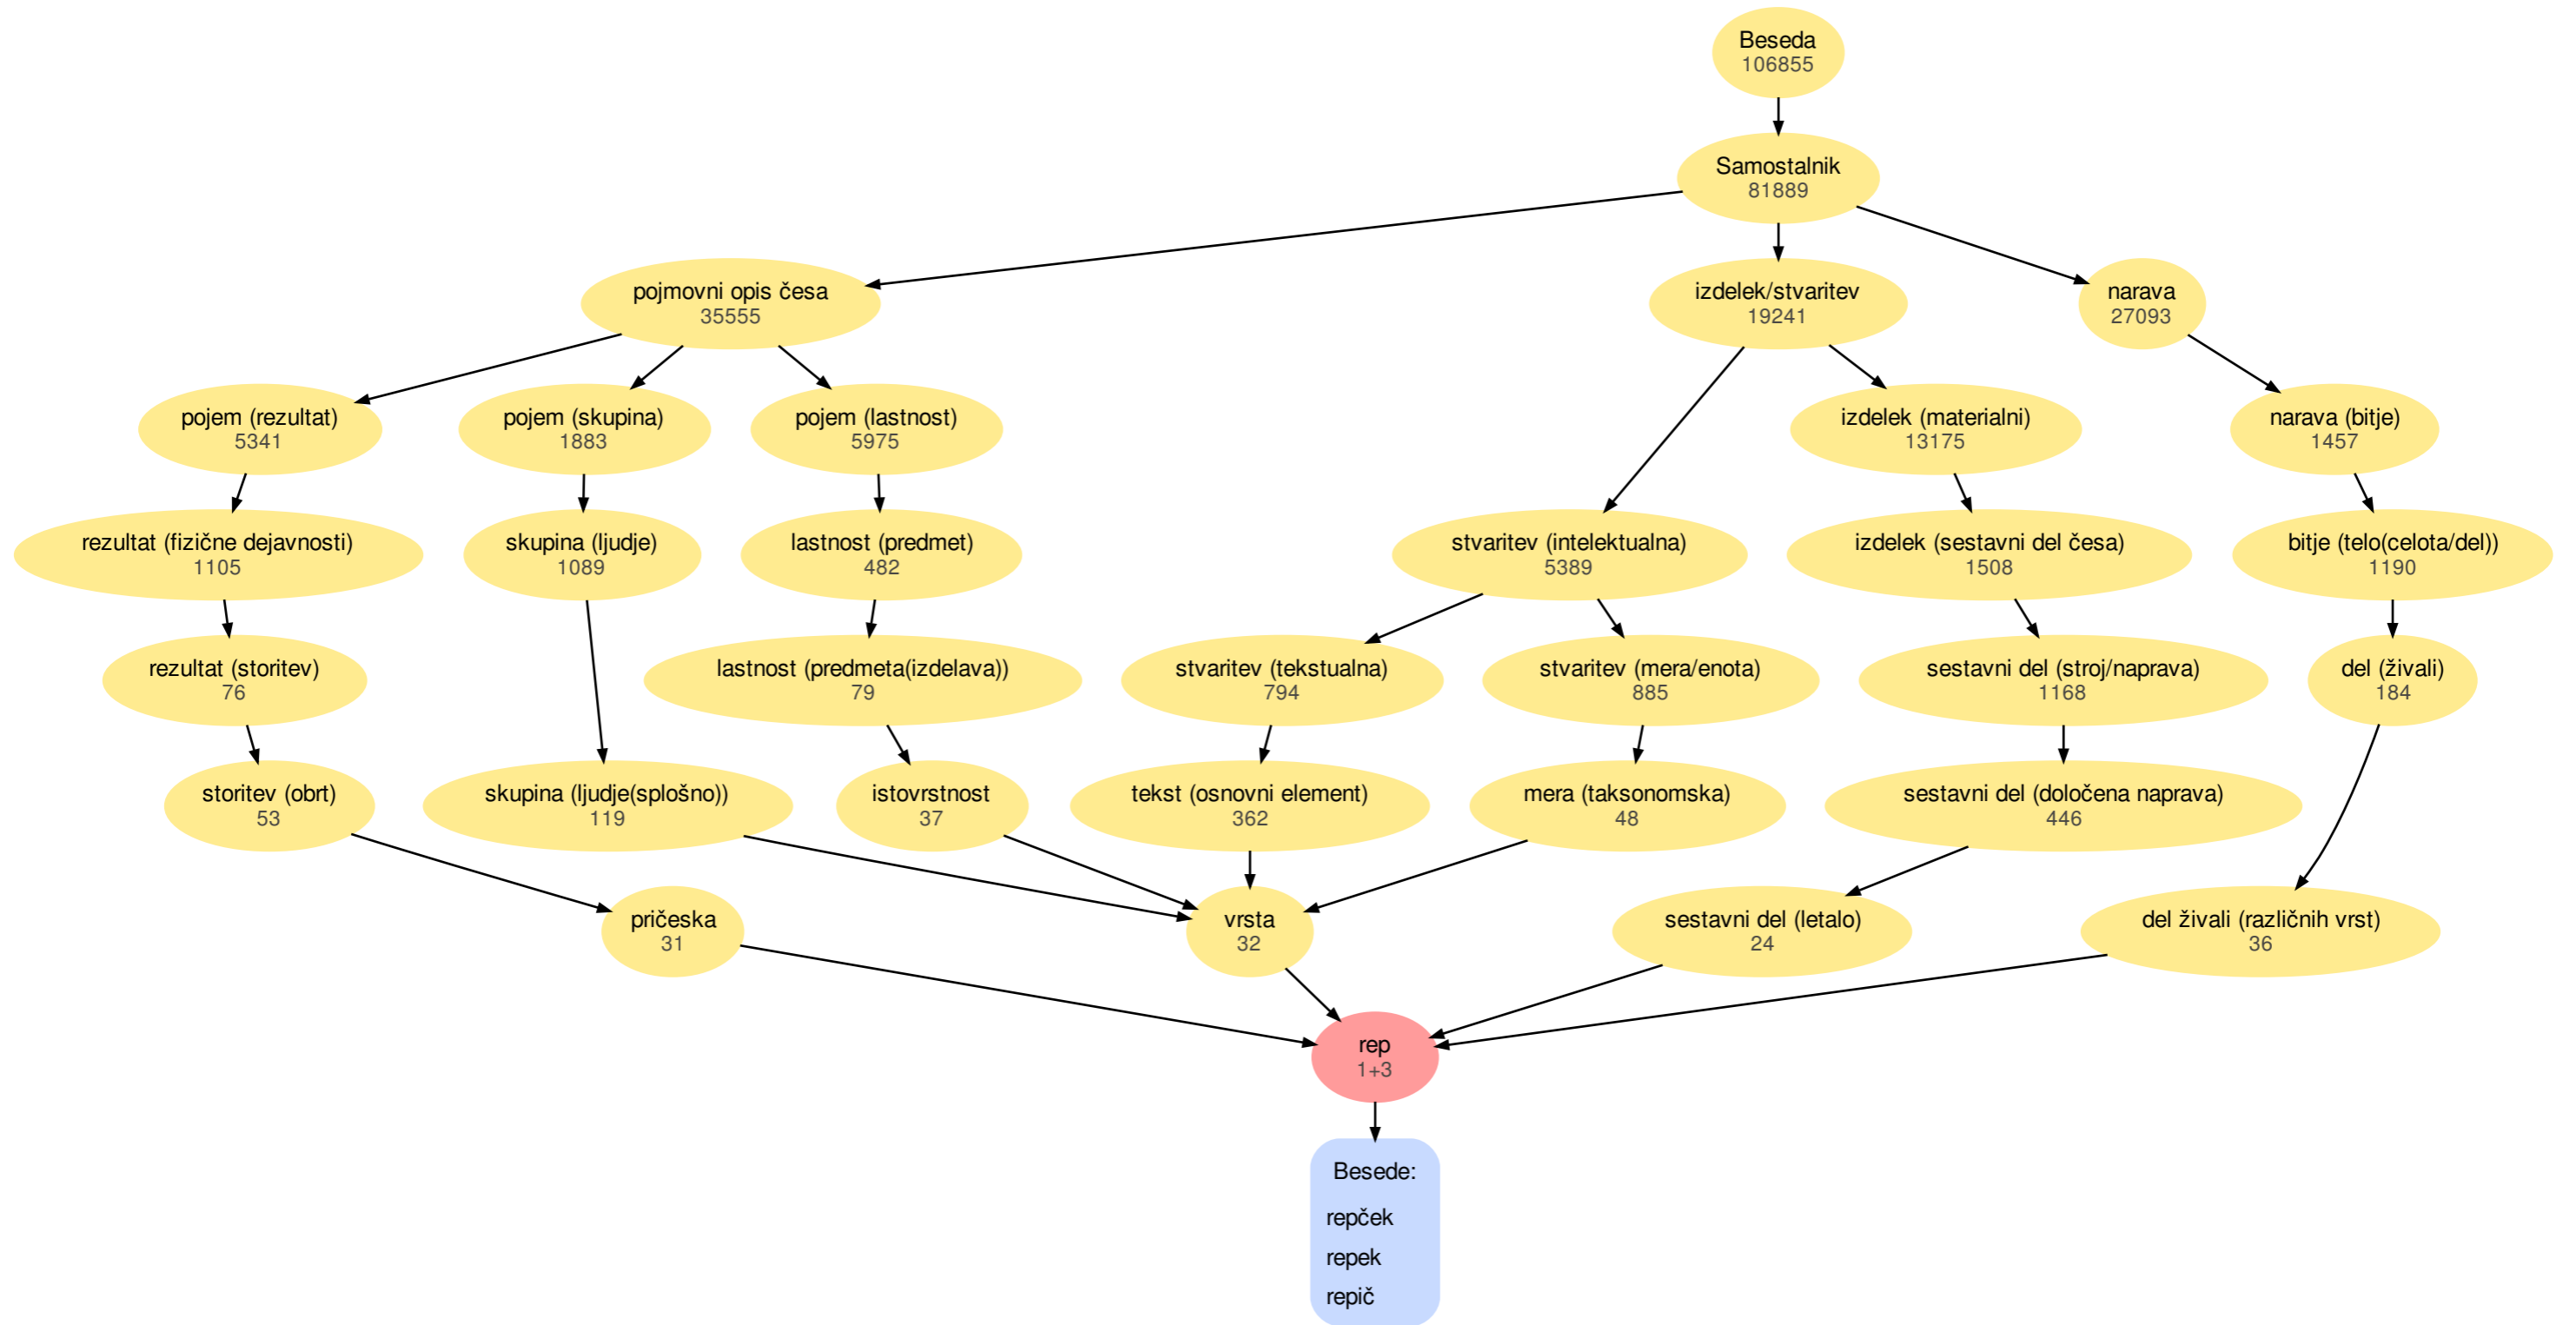 Beseda
106855
Samostalnik
81889
pojmovni opis česa
35555
izdelek/stvaritev
19241
narava
27093
pojem (rezultat)
5341
pojem (skupina)
1883
pojem (lastnost)
5975
izdelek (materialni)
13175
narava (bitje)
1457
rezultat (fizične dejavnosti)
1105
skupina (ljudje)
1089
lastnost (predmet)
482
stvaritev (intelektualna)
5389
izdelek (sestavni del česa)
1508
bitje (telo(celota/del))
1190
rezultat (storitev)
76
lastnost (predmeta(izdelava))
79
stvaritev (tekstualna)
794
stvaritev (mera/enota)
885
sestavni del (stroj/naprava)
1168
del (živali)
184
storitev (obrt)
53
skupina (ljudje(splošno))
119
istovrstnost
37
tekst (osnovni element)
362
mera (taksonomska)
48
sestavni del (določena naprava)
446
pričeska
31
vrsta
32
sestavni del (letalo)
24
del živali (različnih vrst)
36
rep
1+3
Besede:
repček
repek
repič